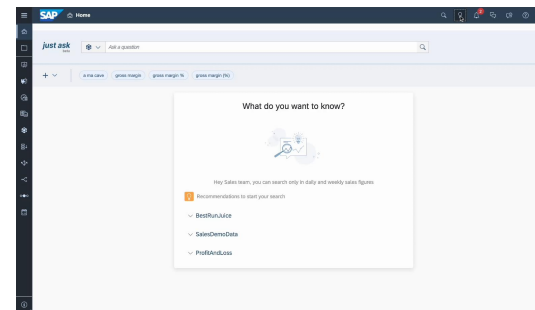 SAP Home
2
just ask
beta
Ask a question
a ma cave gross margin gross margin % gross margin (%)
What do you want to know?
Hey Sales team, you can search only in daily and weekly sales figures
Recommendations to start your search
BestRunJuice
SalesDemoData
ProfitAndLoss